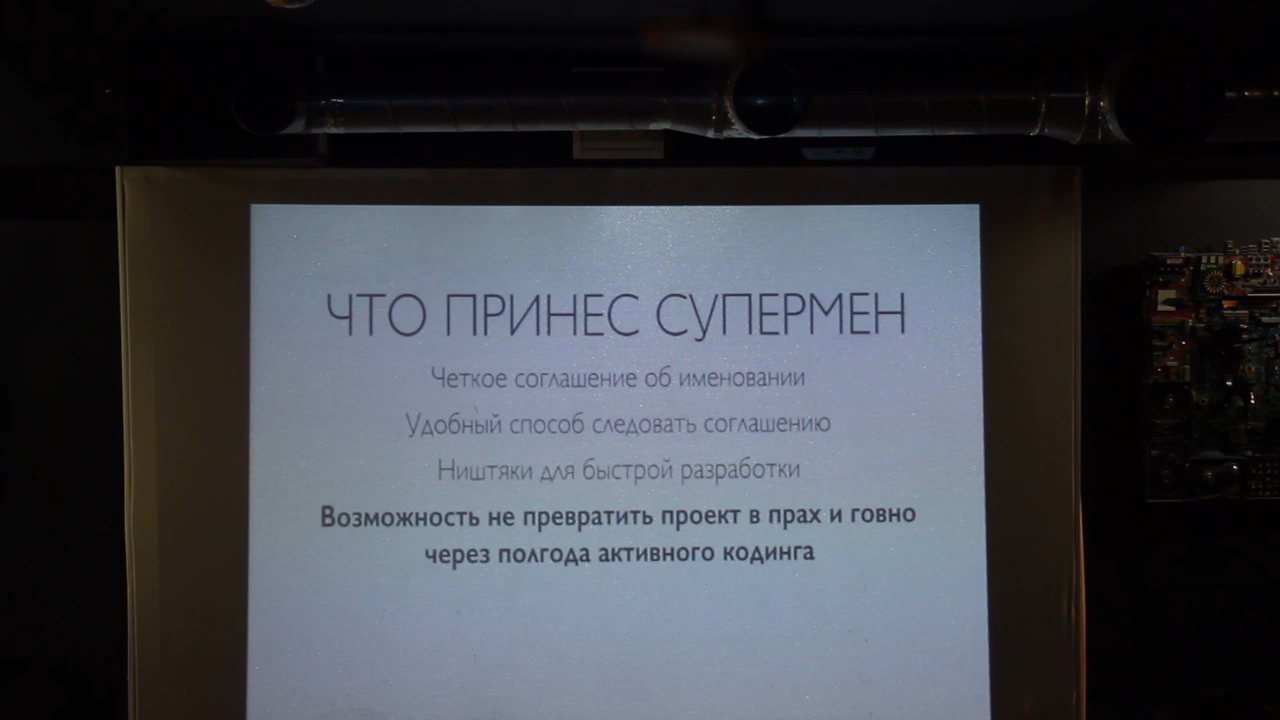 ЧТО ПРИНЕС СУПЕРМЕН
Четкое соглашение об именовании
Удобный способ следовать соглашению
Ништяки для быстрой разработки
Возможность не превратить проект в прах и говно
через полгода активного кодинга